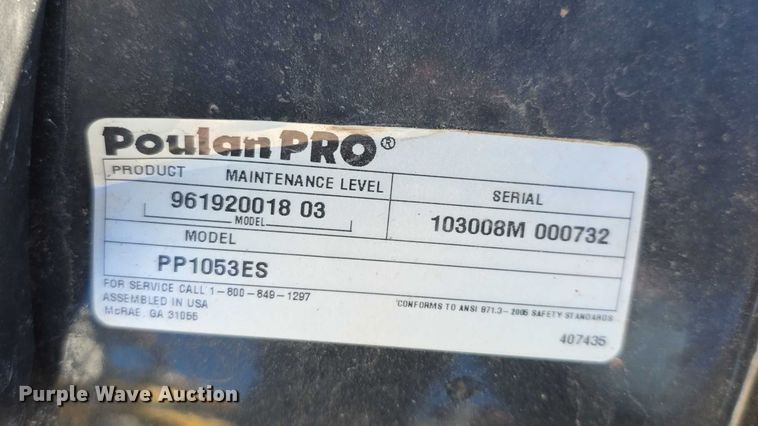 Poulan PRO®
PRODUCT MAINTENANCE LEVEL
SERIAL
961920018 03
MODEL
103008M 000732
MODEL
PP1053ES
FOR SERVICE CALL 1-800-849-1297
ASSEMBLED IN USA
McRAE, GA 31055
CONFORMS TO ANSI B71.3-2005 SAFETY STANDARDS
407435
Purple Wave Auction